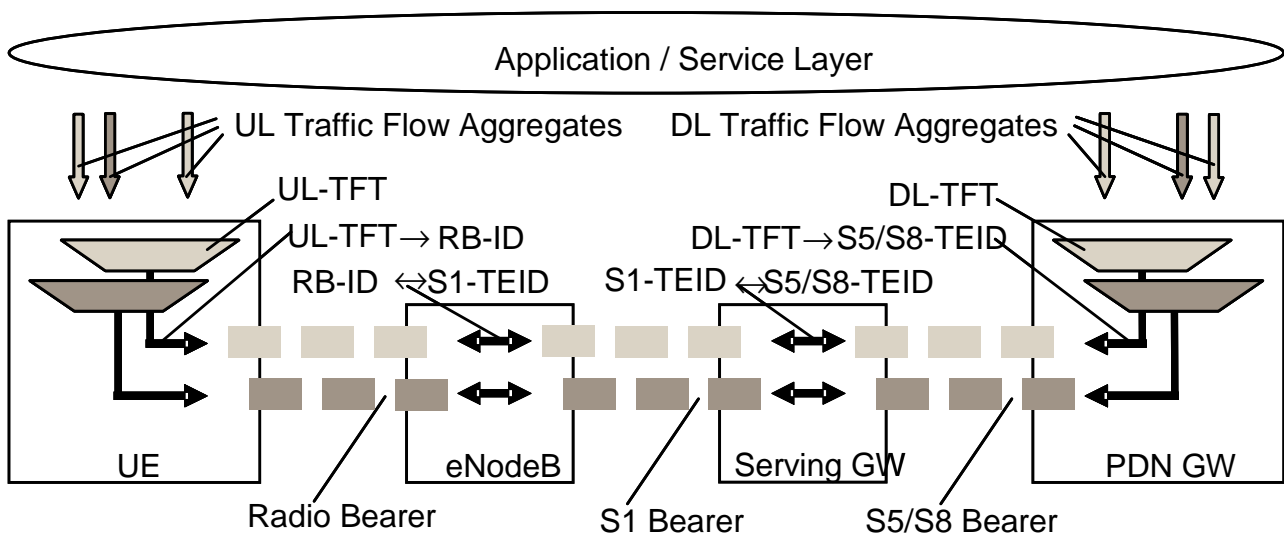 Application / Service Layer
UL Traffic Flow Aggregates
DL Traffic Flow Aggregates
UL-TFT
DL-TFT
UL-TFT → RB-ID
DL-TFT → S5/S8-TEID
RB-ID ↔ S1-TEID
S1-TEID ↔ S5/S8-TEID
UE
eNodeB
Serving GW
PDN GW
Radio Bearer
S1 Bearer
S5/S8 Bearer